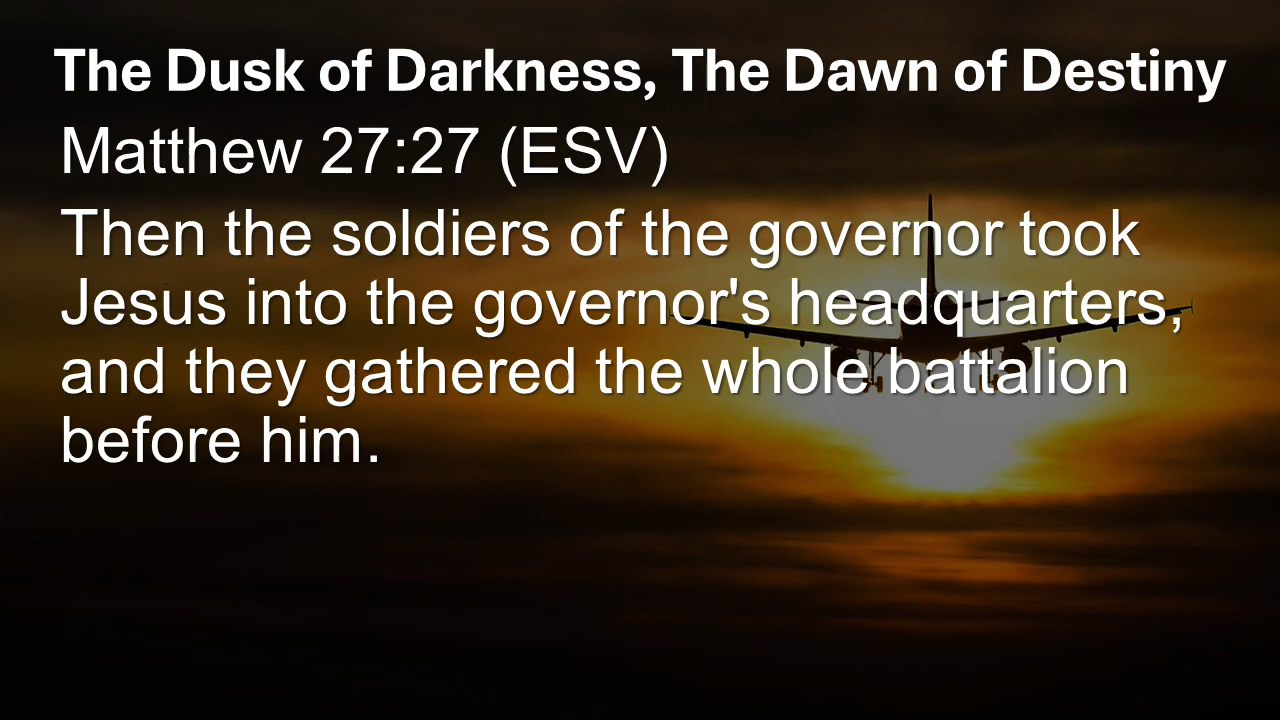 The Dusk of Darkness, The Dawn of Destiny
Matthew 27:27 (ESV)
Then the soldiers of the governor took
Jesus into the governor's headquarters,
and they gathered the whole battalion
before him.